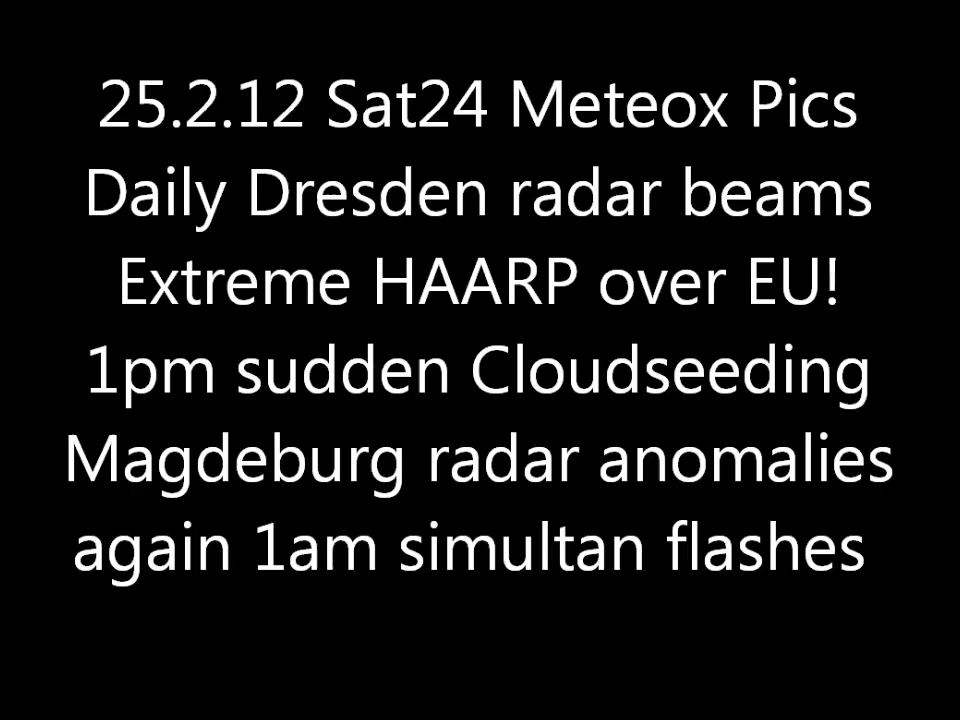 25.2.12 Sat24 Meteox Pics
Daily Dresden radar beams
Extreme HAARP over EU!
1pm sudden Cloudseeding
Magdeburg radar anomalies
again 1am simultan flashes